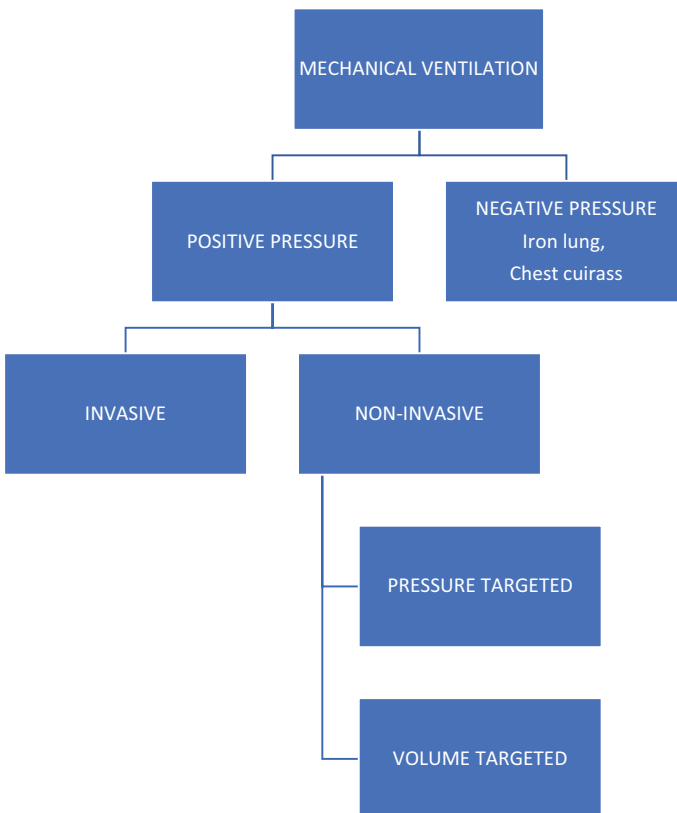 MECHANICAL VENTILATION
POSITIVE PRESSURE
NEGATIVE PRESSURE
Iron lung,
Chest cuirass
INVASIVE
NON-INVASIVE
PRESSURE TARGETED
VOLUME TARGETED